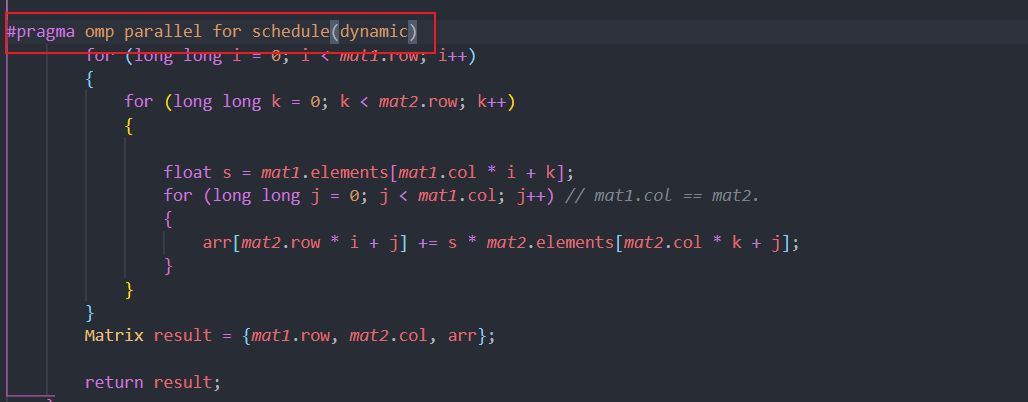 #pragma omp parallel for schedule(dynamic)
for (long long i = 0; i < mat1.row; i++)
{
for (long long k = 0; k < mat2.row; k++)
{
float s = mat1.elements[mat1.col * i + k];
for (long long j = 0; j < mat1.col; j++) // mat1.col == mat2.
{
arr[mat2.row * i + j] += s * mat2.elements[mat2.col * k + j];
}
}
}
Matrix result = {mat1.row, mat2.col, arr};
return result;